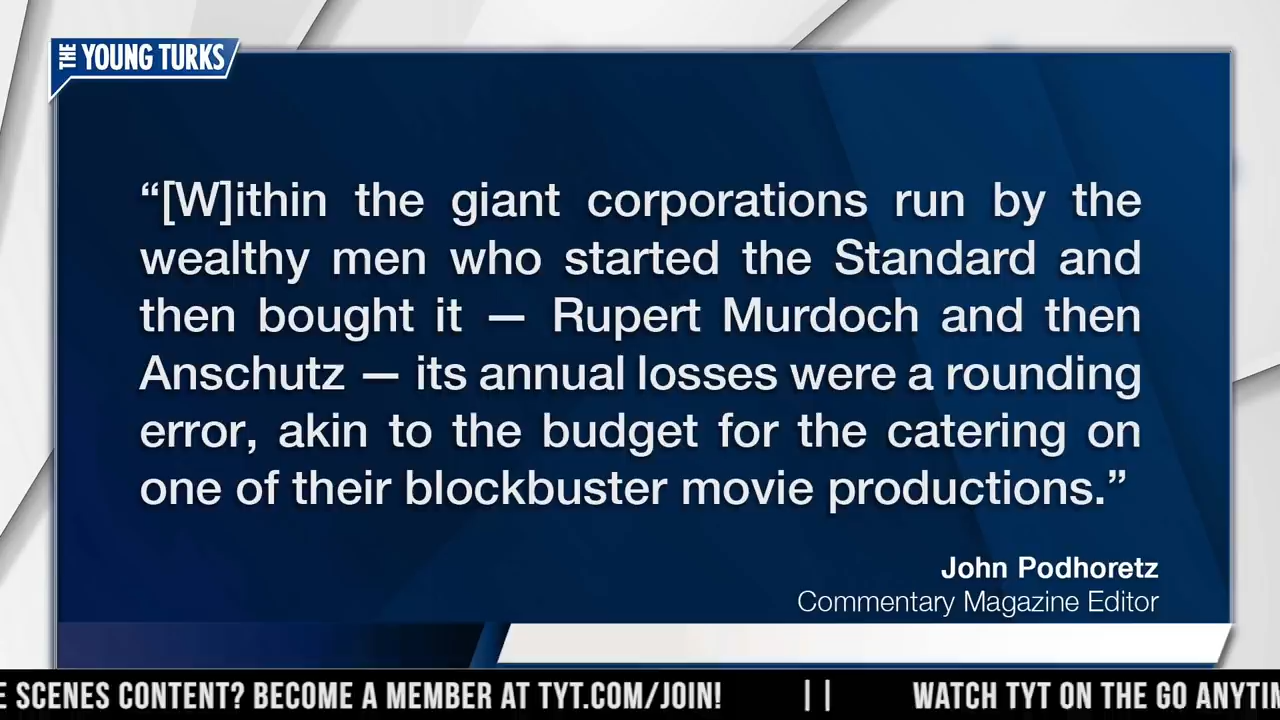 THE YOUNG TURKS
“[W]ithin the giant corporations run by the
wealthy men who started the Standard and
then bought it — Rupert Murdoch and then
Anschutz — its annual losses were a rounding
error, akin to the budget for the catering on
one of their blockbuster movie productions.”
John Podhoretz
Commentary Magazine Editor
E SCENES CONTENT? BECOME A MEMBER AT TYT.COM/JOIN! || WATCH TYT ON THE GO ANYTIN